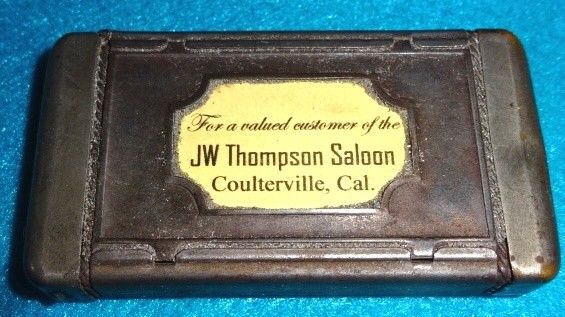 For a valued customer of the
JW Thompson Saloon
Coulterville, Cal.